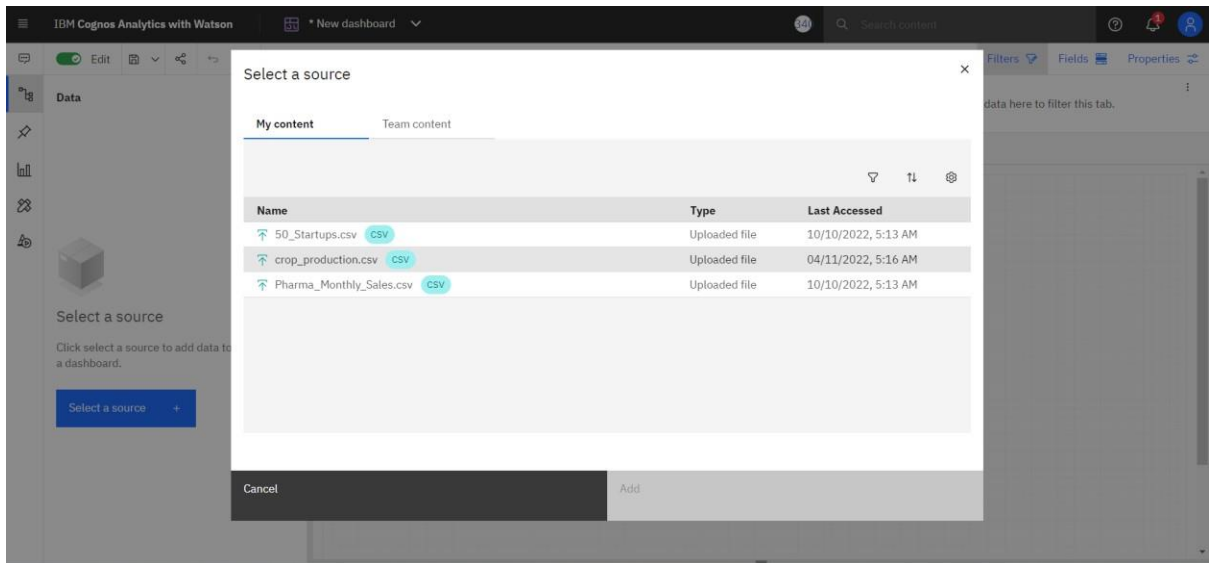 IBM Cognos Analytics with Watson
* New dashboard
Search content
1
Edit
Filters
Fields
Properties
Data
data here to filter this tab.
Select a source
Click select a source to add data to
a dashboard.
Select a source +
Select a source
My content
Team content
Name Type Last Accessed
50_Startups.csv CSV Uploaded file 10/10/2022, 5:13 AM
crop_production.csv CSV Uploaded file 04/11/2022, 5:16 AM
Pharma_Monthly_Sales.csv CSV Uploaded file 10/10/2022, 5:13 AM
Cancel
Add